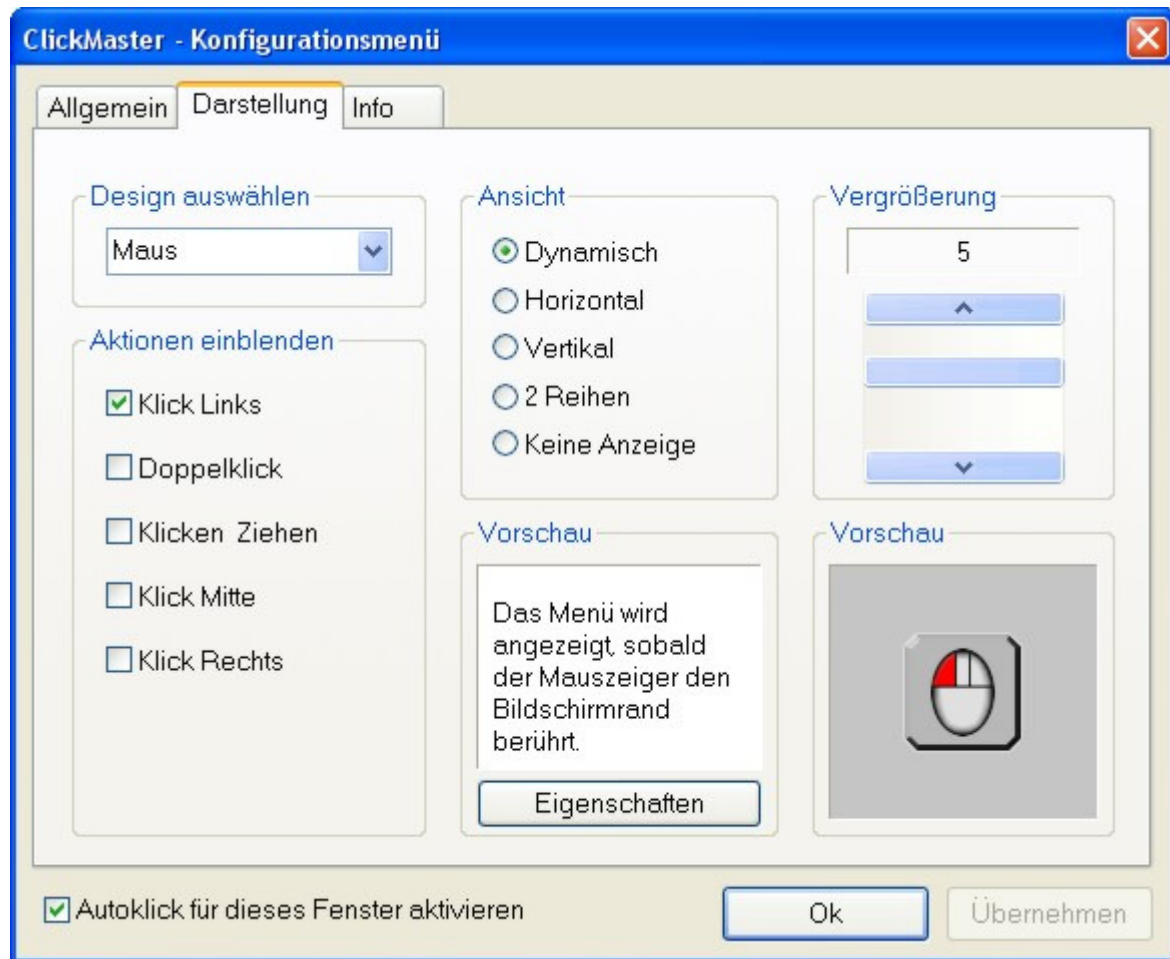 ClickMaster - Konfigurationsmenü
Allgemein
Darstellung
Info
Design auswählen
Maus
Aktionen einblenden
Klick Links
Doppelklick
Klicken  Ziehen
Klick Mitte
Klick Rechts
Ansicht
Dynamisch
Horizontal
Vertikal
2 Reihen
Keine Anzeige
Vergrößerung
5
Vorschau
Das Menü wird
angezeigt, sobald
der Mauszeiger den
Bildschirmrand
berührt.
Eigenschaften
Vorschau
Autoklick für dieses Fenster aktivieren
Ok
Übernehmen